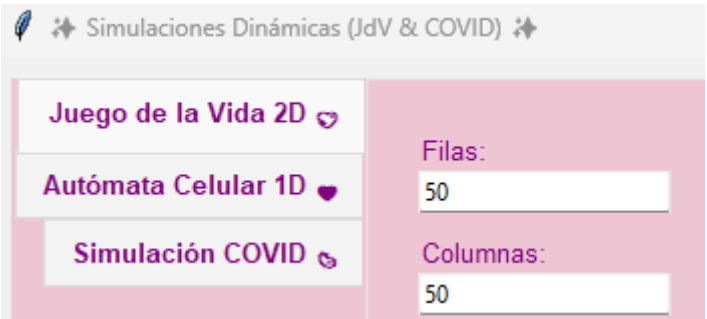 Simulaciones Dinámicas (JdV & COVID)
Juego de la Vida 2D
Autómata Celular 1D
Simulación COVID
Filas:
50
Columnas:
50